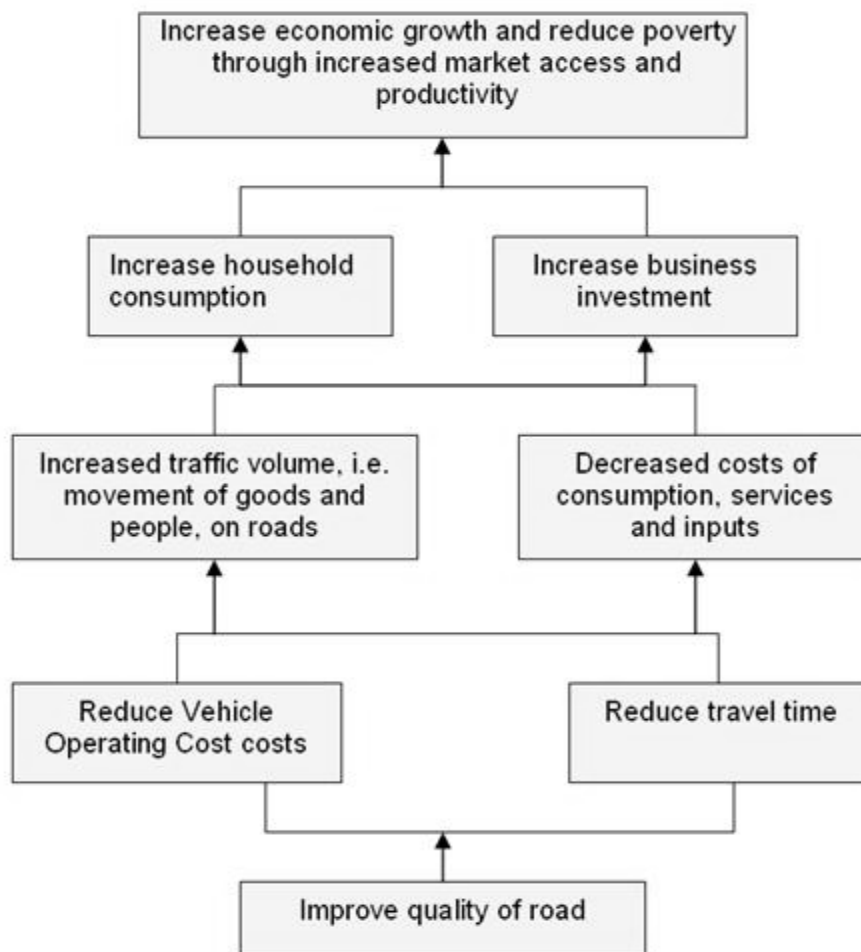 Increase economic growth and reduce poverty
through increased market access and
productivity
Increase household
consumption
Increase business
investment
Increased traffic volume, i.e.
movement of goods and
people, on roads
Decreased costs of
consumption, services
and inputs
Reduce Vehicle
Operating Cost costs
Reduce travel time
Improve quality of road